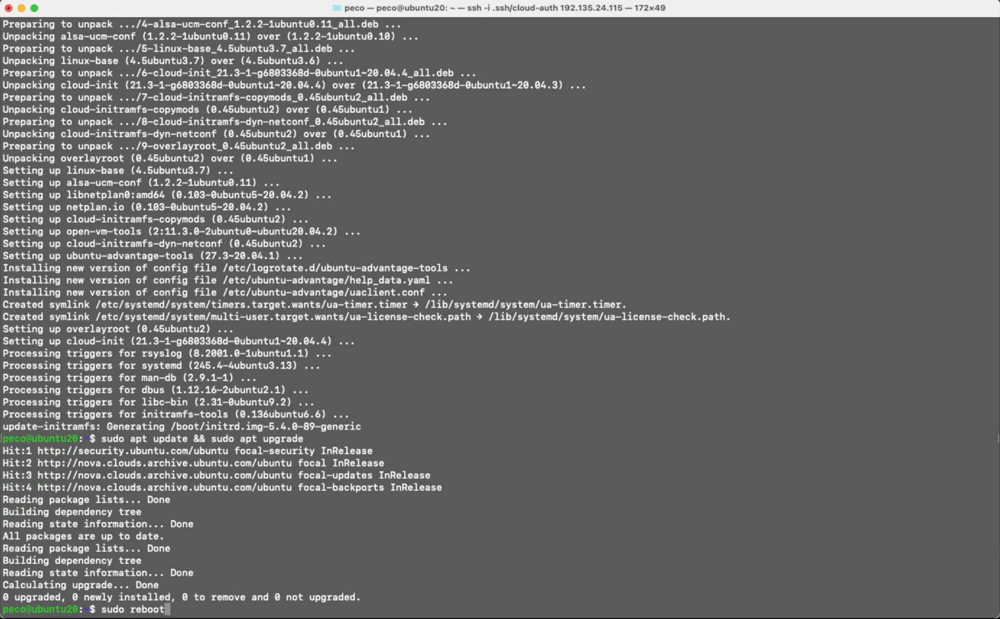 peco — peco@ubuntu20: ~ — ssh -i .ssh/cloud-auth 192.135.24.115 — 172×49
Preparing to unpack .../4-alsa-ucm-conf_1.2.2-1ubuntu0.11_all.deb ...
Unpacking alsa-ucm-conf (1.2.2-1ubuntu0.11) over (1.2.2-1ubuntu0.10) ...
Preparing to unpack .../5-linux-base_4.5ubuntu3.7_all.deb ...
Unpacking linux-base (4.5ubuntu3.7) over (4.5ubuntu3.6) ...
Preparing to unpack .../6-cloud-init_21.3-1-g6803368d-0ubuntu1~20.04.4_all.deb ...
Unpacking cloud-init (21.3-1-g6803368d-0ubuntu1~20.04.4) over (21.3-1-g6803368d-0ubuntu1~20.04.3) ...
Preparing to unpack .../7-cloud-initramfs-copymods_0.45ubuntu2_all.deb ...
Unpacking cloud-initramfs-copymods (0.45ubuntu2) over (0.45ubuntu1) ...
Preparing to unpack .../8-cloud-initramfs-dyn-netconf_0.45ubuntu2_all.deb ...
Unpacking cloud-initramfs-dyn-netconf (0.45ubuntu2) over (0.45ubuntu1) ...
Preparing to unpack .../9-overlayroot_0.45ubuntu2_all.deb ...
Unpacking overlayroot (0.45ubuntu2) over (0.45ubuntu1) ...
Setting up linux-base (4.5ubuntu3.7) ...
Setting up alsa-ucm-conf (1.2.2-1ubuntu0.11) ...
Setting up libnetplan0:amd64 (0.103-0ubuntu5~20.04.2) ...
Setting up netplan.io (0.103-0ubuntu5~20.04.2) ...
Setting up cloud-initramfs-copymods (0.45ubuntu2) ...
Setting up open-vm-tools (2:11.3.0-2ubuntu0~ubuntu20.04.2) ...
Setting up cloud-initramfs-dyn-netconf (0.45ubuntu2) ...
Setting up ubuntu-advantage-tools (27.3~20.04.1) ...
Installing new version of config file /etc/logrotate.d/ubuntu-advantage-tools ...
Installing new version of config file /etc/ubuntu-advantage/help_data.yaml ...
Installing new version of config file /etc/ubuntu-advantage/uaclient.conf ...
Created symlink /etc/systemd/system/timers.target.wants/ua-timer.timer → /lib/systemd/system/ua-timer.timer.
Created symlink /etc/systemd/system/multi-user.target.wants/ua-license-check.path → /lib/systemd/system/ua-license-check.path.
Setting up overlayroot (0.45ubuntu2) ...
Setting up cloud-init (21.3-1-g6803368d-0ubuntu1~20.04.4) ...
Processing triggers for rsyslog (8.2001.0-1ubuntu1.1) ...
Processing triggers for systemd (245.4-4ubuntu3.13) ...
Processing triggers for man-db (2.9.1-1) ...
Processing triggers for dbus (1.12.16-2ubuntu2.1) ...
Processing triggers for libc-bin (2.31-0ubuntu9.2) ...
Processing triggers for initramfs-tools (0.136ubuntu6.6) ...
update-initramfs: Generating /boot/initrd.img-5.4.0-89-generic
[peco@ubuntu20:~$ sudo apt update && sudo apt upgrade ]
Hit:1 http://security.ubuntu.com/ubuntu focal-security InRelease
Hit:2 http://nova.clouds.archive.ubuntu.com/ubuntu focal InRelease
Hit:3 http://nova.clouds.archive.ubuntu.com/ubuntu focal-updates InRelease
Hit:4 http://nova.clouds.archive.ubuntu.com/ubuntu focal-backports InRelease
Reading package lists... Done
Building dependency tree
Reading state information... Done
All packages are up to date.
Reading package lists... Done
Building dependency tree
Reading state information... Done
Calculating upgrade... Done
0 upgraded, 0 newly installed, 0 to remove and 0 not upgraded.
peco@ubuntu20:~$ sudo reboot